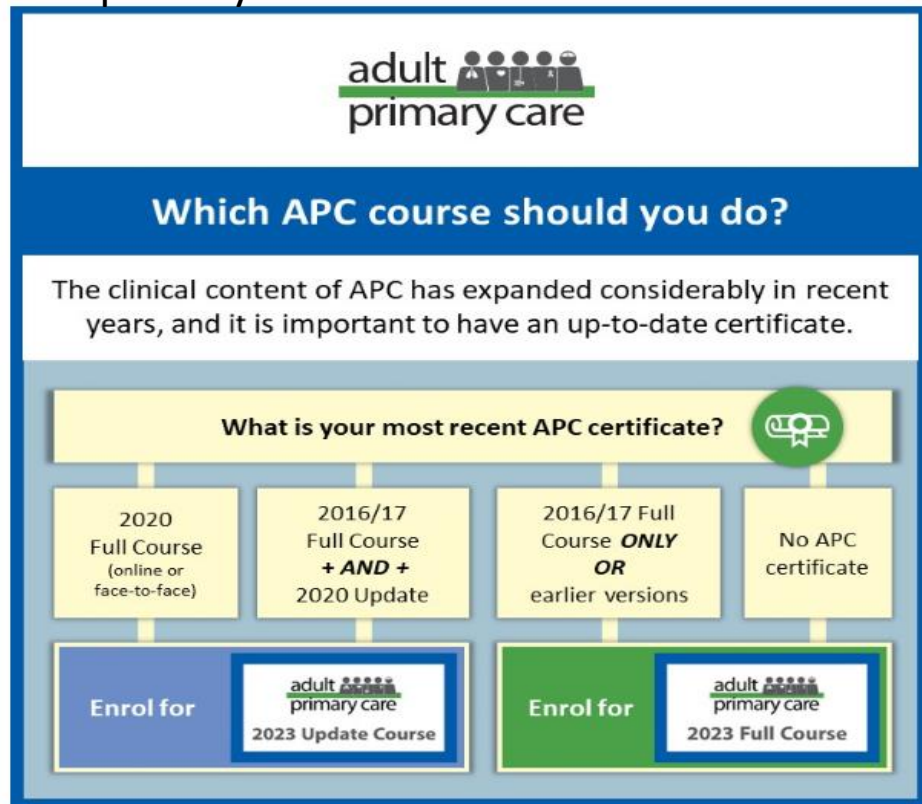 adult
primary care
Which APC course should you do?
The clinical content of APC has expanded considerably in recent
years, and it is important to have an up-to-date certificate.
What is your most recent APC certificate?
2020
Full Course
(online or
face-to-face)
2016/17
Full Course
+ AND +
2020 Update
2016/17 Full
Course ONLY
OR
earlier versions
No APC
certificate
Enrol for
adult
primary care
2023 Update Course
Enrol for
adult
primary care
2023 Full Course